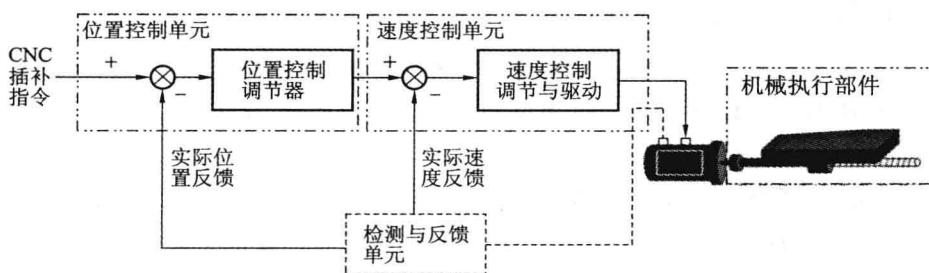 位置控制单元
速度控制单元
CNC
插补
指令
+
−
位置控制
调节器
+
−
速度控制
调节与驱动
机械执行部件
实际位
置反馈
实际速
度反馈
检测与反馈
单元